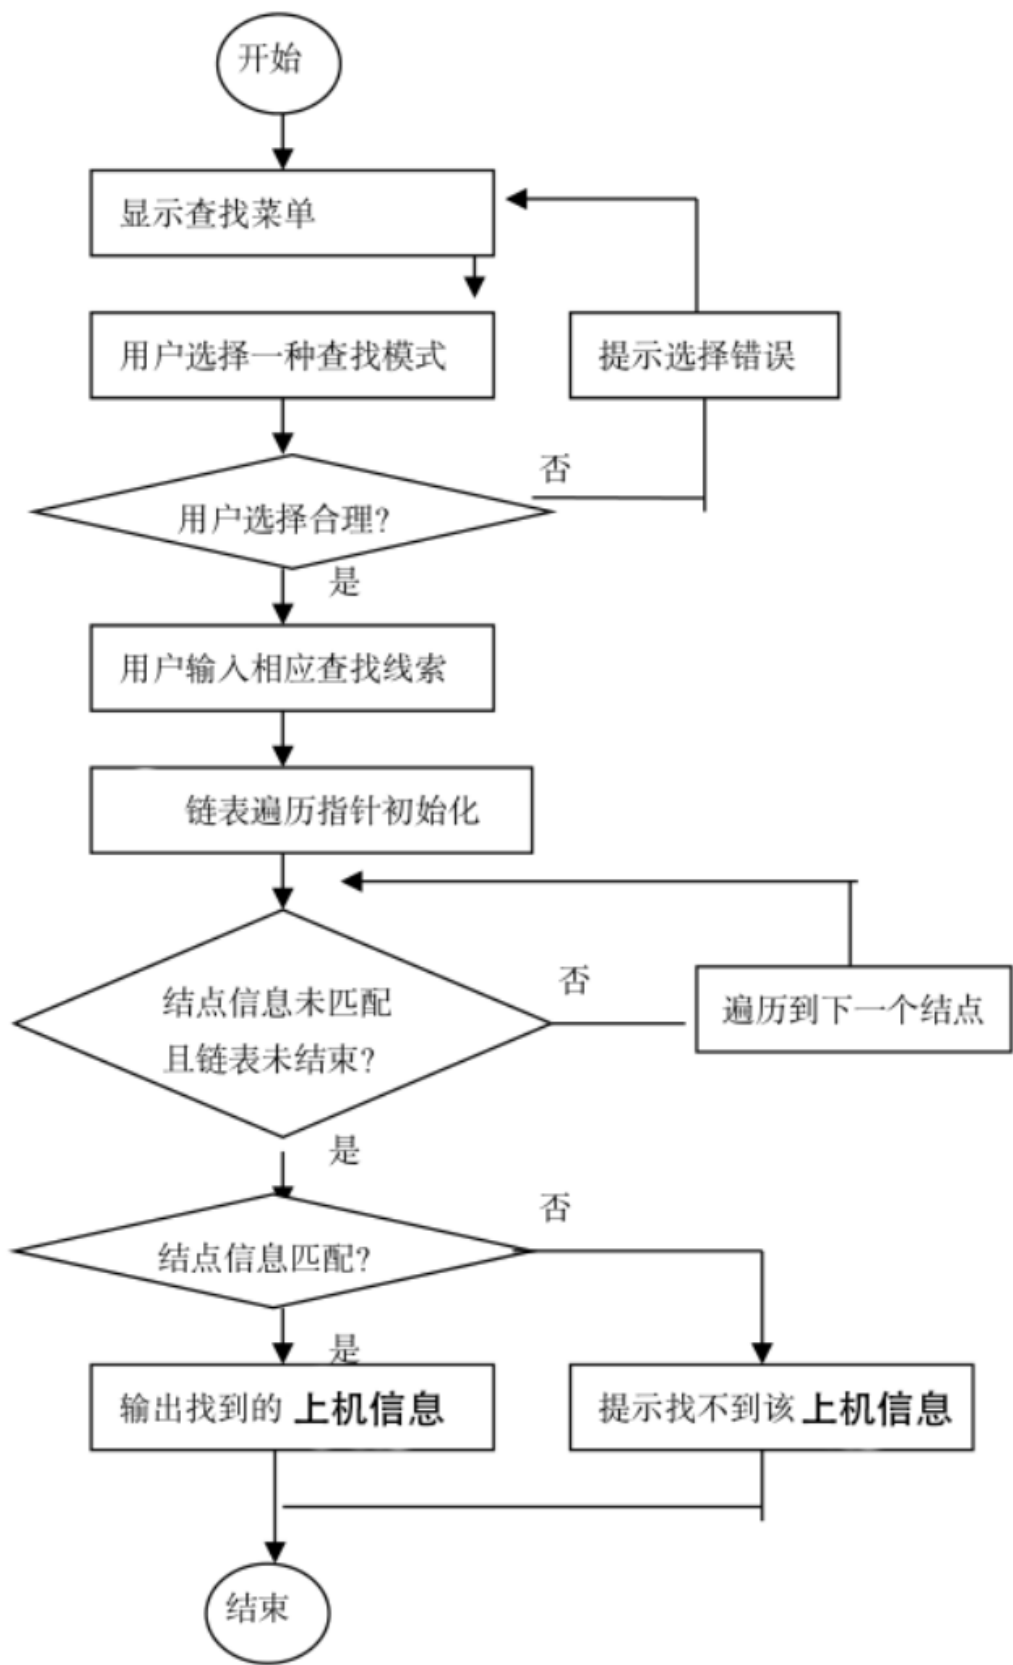 开始
显示查找菜单
用户选择一种查找模式
提示选择错误
否
用户选择合理?
是
用户输入相应查找线索
链表遍历指针初始化
否
结点信息未匹配
且链表未结束?
遍历到下一个结点
是
否
结点信息匹配?
是
输出找到的 上机信息
提示找不到该 上机信息
结束